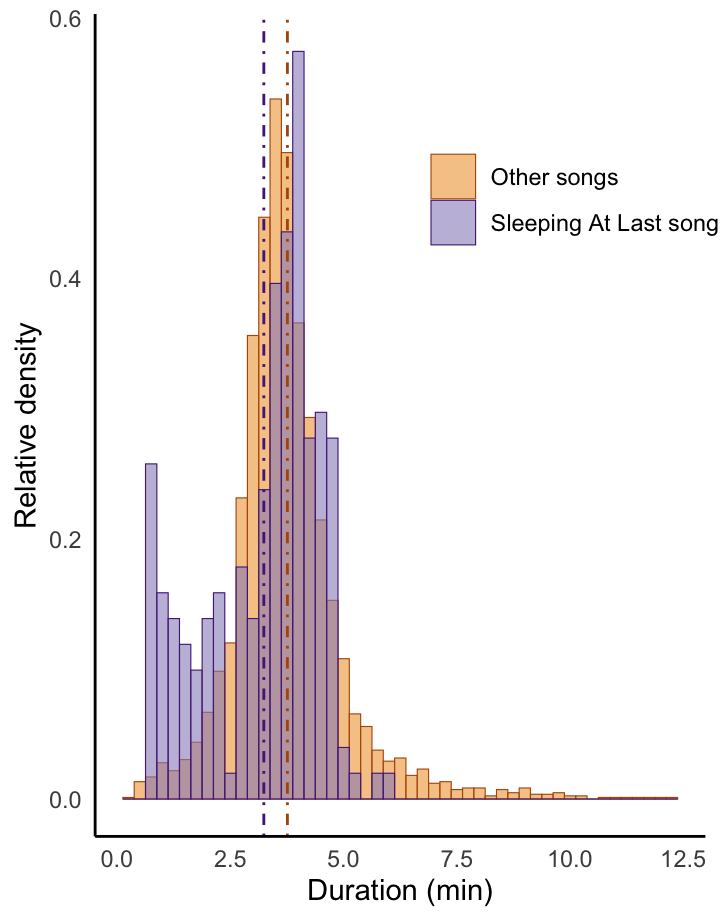 0.6
0.4
0.2
0.0
Relative density
Other songs
Sleeping At Last song
0.0 2.5 5.0 7.5 10.0 12.5
Duration (min)